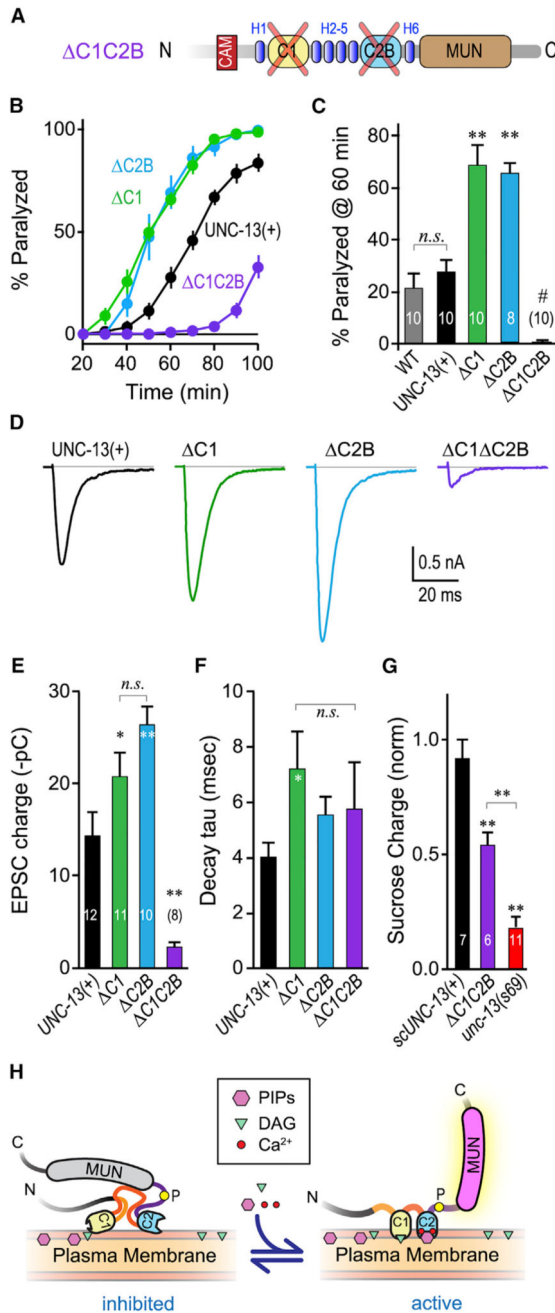 A
ΔC1C2B N CAM H1 C1 H2-5 C2B H6 MUN C
B
% Paralyzed
100
50
0
ΔC2B
ΔC1
UNC-13(+)
ΔC1C2B
20 40 60 80 100
Time (min)
C
% Paralyzed @ 60 min
80
60
40
20
0
** **
n.s.
#
10 10 10 8 (10)
WT UNC-13(+) ΔC1 ΔC2B ΔC1C2B
D
UNC-13(+) ΔC1 ΔC2B ΔC1ΔC2B
0.5 nA
20 ms
E
EPSC charge (-pC)
30
20
10
0
n.s.
* ** **
12 11 10 (8)
UNC-13(+) ΔC1 ΔC2B ΔC1C2B
F
Decay tau (msec)
10
8
6
4
2
0
n.s.
*
UNC-13(+) ΔC1 ΔC2B ΔC1C2B
G
Sucrose Charge (norm)
1.0
0.5
0.0
**
** **
7 6 11
scUNC-13(+) ΔC1C2B unc-13(s69)
H
PIPs
DAG
Ca²⁺
C
MUN
N
P
C1 C2
Plasma Membrane
inhibited
C
MUN
N
P
C1 C2
Plasma Membrane
active